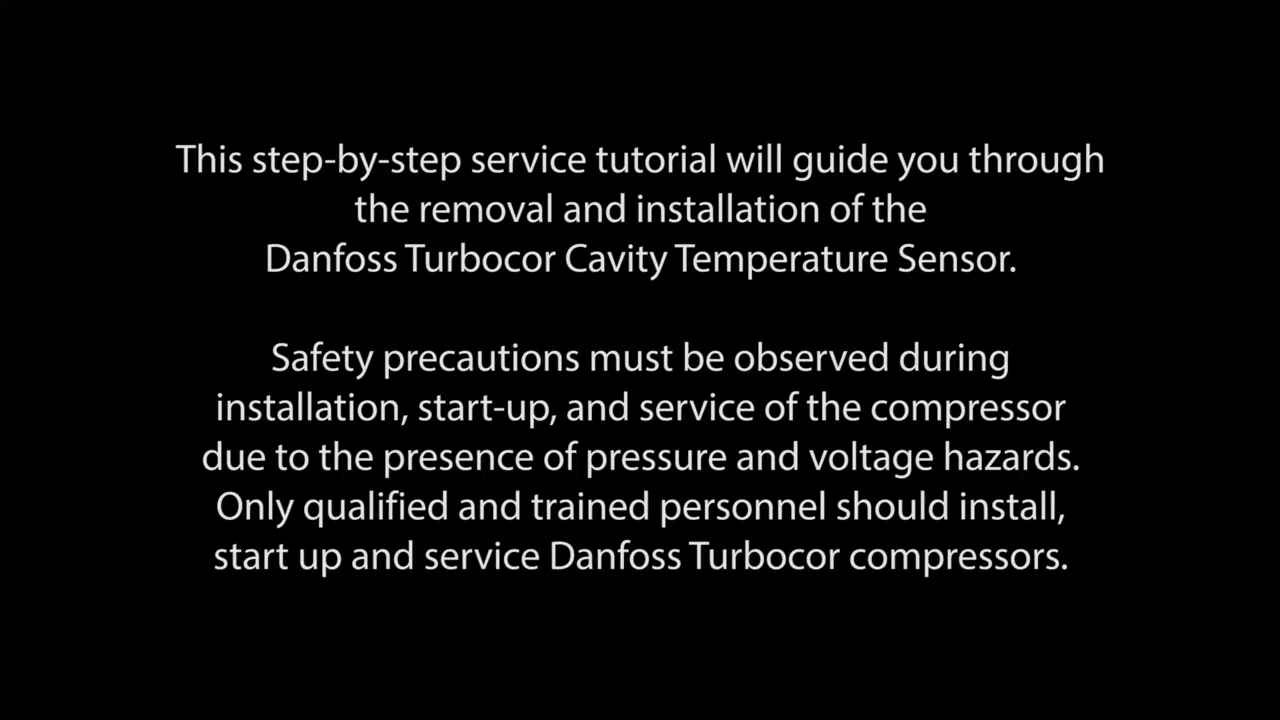 This step-by-step service tutorial will guide you through
the removal and installation of the
Danfoss Turbocor Cavity Temperature Sensor.
Safety precautions must be observed during
installation, start-up, and service of the compressor
due to the presence of pressure and voltage hazards.
Only qualified and trained personnel should install,
start up and service Danfoss Turbocor compressors.